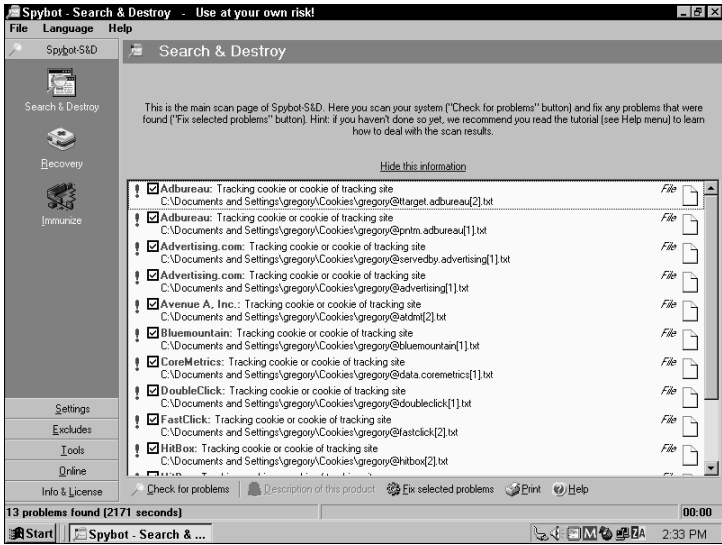 Spybot - Search & Destroy - Use at your own risk!
File Language Help
Spybot-S&D
Search & Destroy
Search & Destroy
Recovery
Immunize
This is the main scan page of Spybot-S&D. Here you scan your system ("Check for problems" button) and fix any problems that were
found ("Fix selected problems" button). Hint: if you haven't done so yet, we recommend you read the tutorial (see Help menu) to learn
how to deal with the scan results.
Hide this information
Adbureau: Tracking cookie or cookie of tracking site File
C:\Documents and Settings\gregory\Cookies\gregory@ttarget.adbureau[2].txt
Adbureau: Tracking cookie or cookie of tracking site File
C:\Documents and Settings\gregory\Cookies\gregory@pntm.adbureau[1].txt
Advertising.com: Tracking cookie or cookie of tracking site File
C:\Documents and Settings\gregory\Cookies\gregory@servedby.advertising[1].txt
Advertising.com: Tracking cookie or cookie of tracking site File
C:\Documents and Settings\gregory\Cookies\gregory@advertising[1].txt
Avenue A, Inc.: Tracking cookie or cookie of tracking site File
C:\Documents and Settings\gregory\Cookies\gregory@atdmt[2].txt
Bluemountain: Tracking cookie or cookie of tracking site File
C:\Documents and Settings\gregory\Cookies\gregory@bluemountain[1].txt
CoreMetrics: Tracking cookie or cookie of tracking site File
C:\Documents and Settings\gregory\Cookies\gregory@data.coremetrics[1].txt
DoubleClick: Tracking cookie or cookie of tracking site File
C:\Documents and Settings\gregory\Cookies\gregory@doubleclick[1].txt
FastClick: Tracking cookie or cookie of tracking site File
C:\Documents and Settings\gregory\Cookies\gregory@fastclick[2].txt
HitBox: Tracking cookie or cookie of tracking site File
C:\Documents and Settings\gregory\Cookies\gregory@hitbox[2].txt
Settings
Excludes
Tools
Online
Info & License
Check for problems Description of this product Fix selected problems Print Help
13 problems found (2171 seconds) 00:00
Start Spybot - Search & ... 2:33 PM